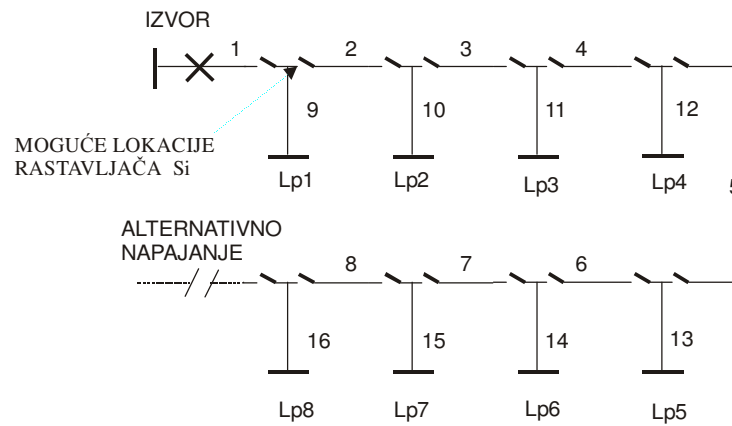 IZVOR
1 2 3 4
9 10 11 12
MOGUĆE LOKACIJE
RASTAVLJAČA Si
Lp1 Lp2 Lp3 Lp4
5
ALTERNATIVNO
NAPAJANJE
8 7 6
16 15 14 13
Lp8 Lp7 Lp6 Lp5